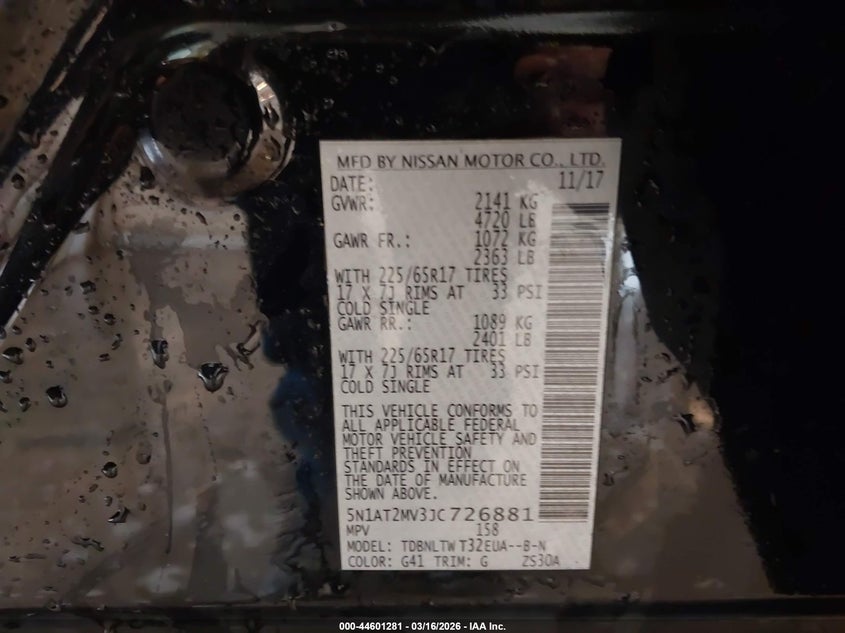 MFD BY NISSAN MOTOR CO., LTD.
DATE: 11/17
GVWR: 2141 KG
4720 LB
GAWR FR.: 1072 KG
2363 LB
WITH 225/65R17 TIRES
17 X 7J RIMS AT 33 PSI
COLD SINGLE
GAWR RR.: 1089 KG
2401 LB
WITH 225/65R17 TIRES
17 X 7J RIMS AT 33 PSI
COLD SINGLE
THIS VEHICLE CONFORMS TO
ALL APPLICABLE FEDERAL
MOTOR VEHICLE SAFETY AND
THEFT PREVENTION
STANDARDS IN EFFECT ON
THE DATE OF MANUFACTURE
SHOWN ABOVE.
5N1AT2MV3JC726881
MPV 158
MODEL: TDBNLTW T32EUA--B-N
COLOR: G41 TRIM: G ZS30A
000-44601281 - 03/16/2026 - IAA Inc.